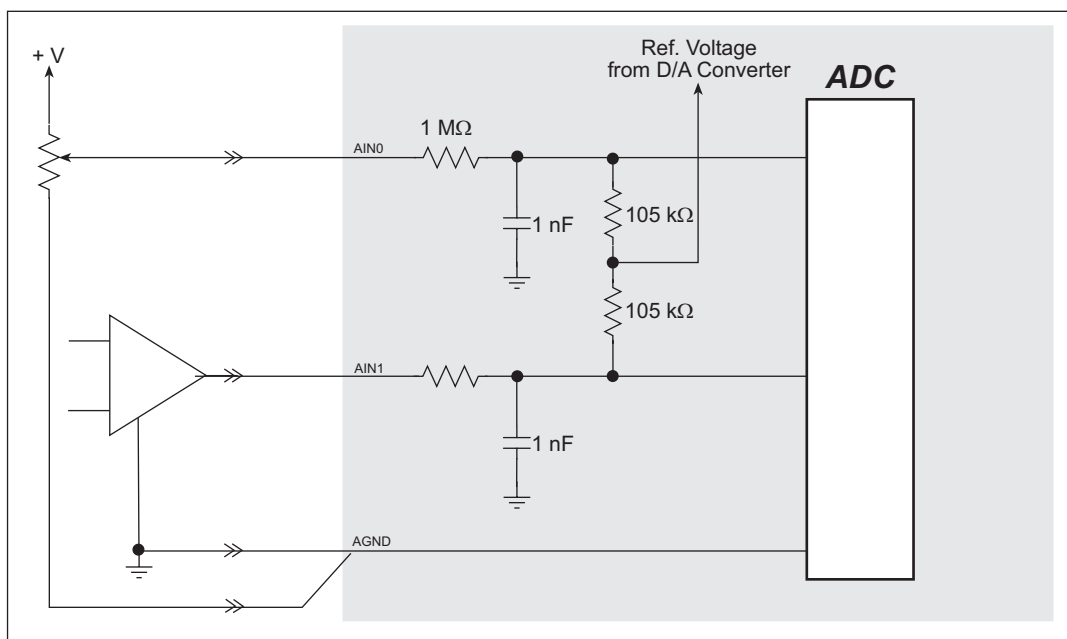 + V
Ref. Voltage
from D/A Converter
ADC
1 MΩ
AIN0
105 kΩ
1 nF
105 kΩ
AIN1
1 nF
AGND